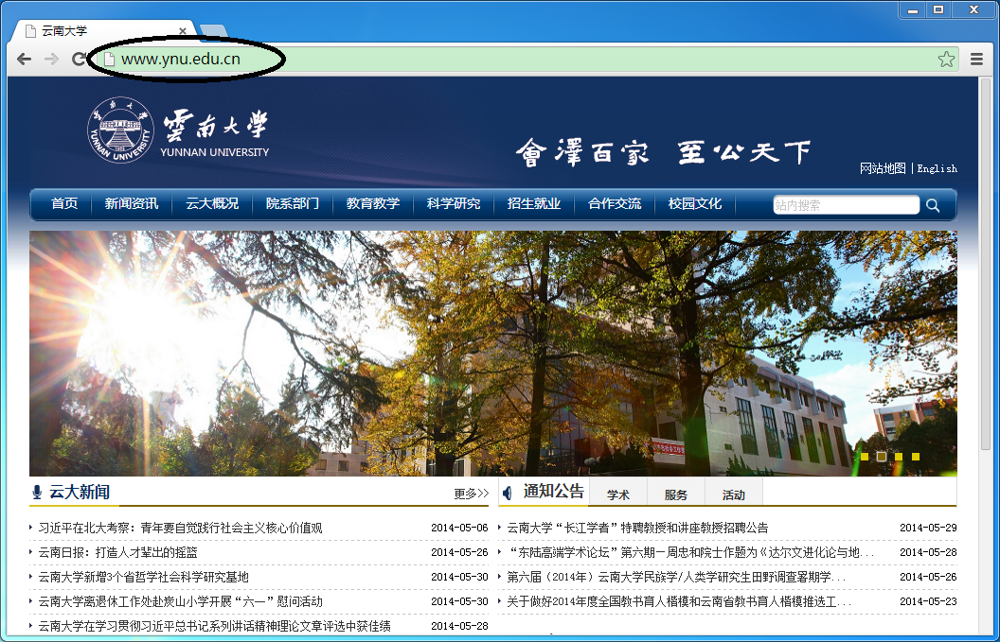 云南大学
www.ynu.edu.cn
雲南大學
YUNNAN UNIVERSITY
YUNNAN UNIVERSITY
1922
會澤百家 至公天下
网站地图 | English
首页 新闻资讯 云大概况 院系部门 教育教学 科学研究 招生就业 合作交流 校园文化 站内搜索
云大新闻 更多>> 通知公告 学术 服务 活动
习近平在北大考察：青年要自觉践行社会主义核心价值观 2014-05-06
云南日报：打造人才辈出的摇篮 2014-05-26
云南大学新增3个省哲学社会科学研究基地 2014-05-30
云南大学离退休工作处赴炭山小学开展“六一”慰问活动 2014-05-30
云南大学在学习贯彻习近平总书记系列讲话精神理论文章评选中获佳绩 2014-05-28
云南大学“长江学者”特聘教授和讲座教授招聘公告 2014-05-29
“东陆高端学术论坛”第六期－周忠和院士作题为《达尔文进化论与地... 2014-05-28
第六届（2014年）云南大学民族学/人类学研究生田野调查暑期学... 2014-05-26
关于做好2014年度全国教书育人楷模和云南省教书育人楷模推选工... 2014-05-23